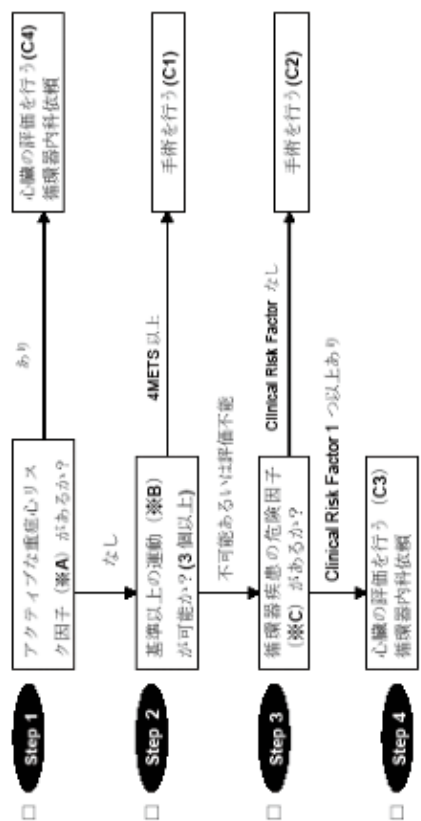 □ Step 1
アクティブな重症心リス
ク因子（※A）があるか？
あり
心臓の評価を行う(C4)
循環器内科依頼
なし
□ Step 2
基準以上の運動（※B）
が可能か？(3 個以上)
4METS 以上
手術を行う(C1)
不可能あるいは評価不能
□ Step 3
循環器疾患の危険因子
（※C）があるか？
Clinical Risk Factor なし
手術を行う(C2)
Clinical Risk Factor 1 つ以上あり
□ Step 4
心臓の評価を行う（C3）
循環器内科依頼